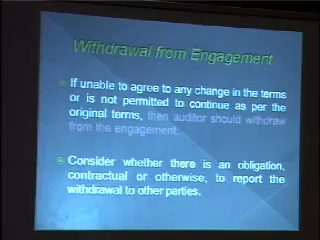 Withdrawal from Engagement
If unable to agree to any change in the terms
or is not permitted to continue as per the
original terms, then auditor should withdraw
from the engagement.
Consider whether there is an obligation,
contractual or otherwise, to report the
withdrawal to other parties.